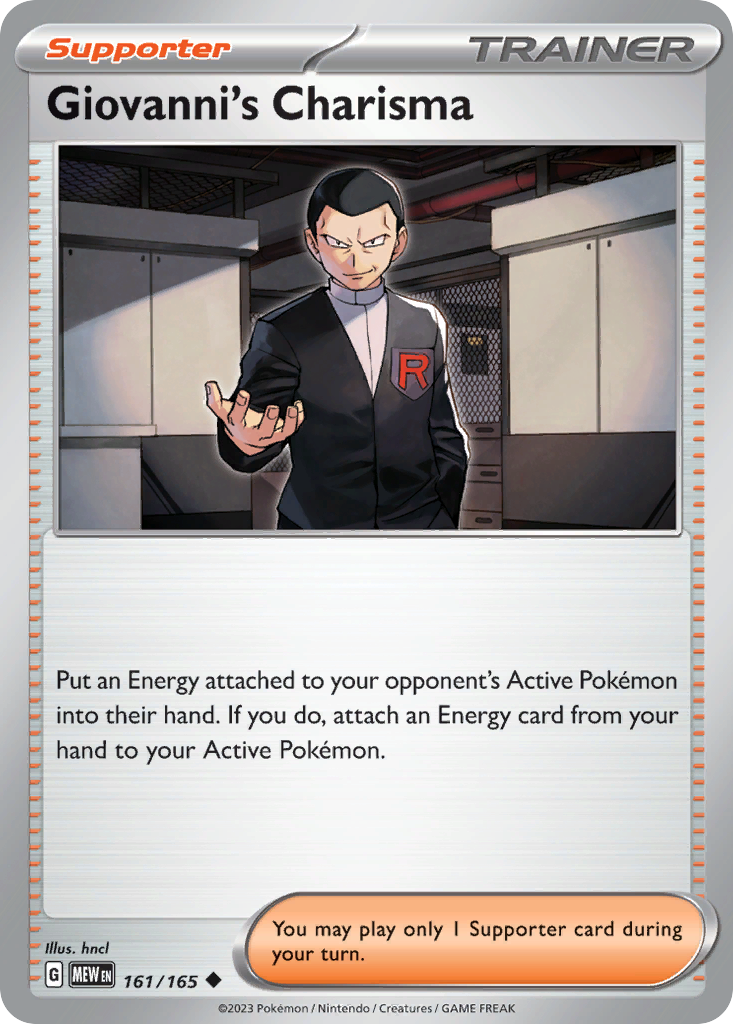 Supporter
TRAINER
Giovanni's Charisma
R
Put an Energy attached to your opponent's Active Pokémon
into their hand. If you do, attach an Energy card from your
hand to your Active Pokémon.
You may play only 1 Supporter card during
your turn.
Illus. hncl
G MEW EN 161/165
©2023 Pokémon / Nintendo / Creatures / GAME FREAK